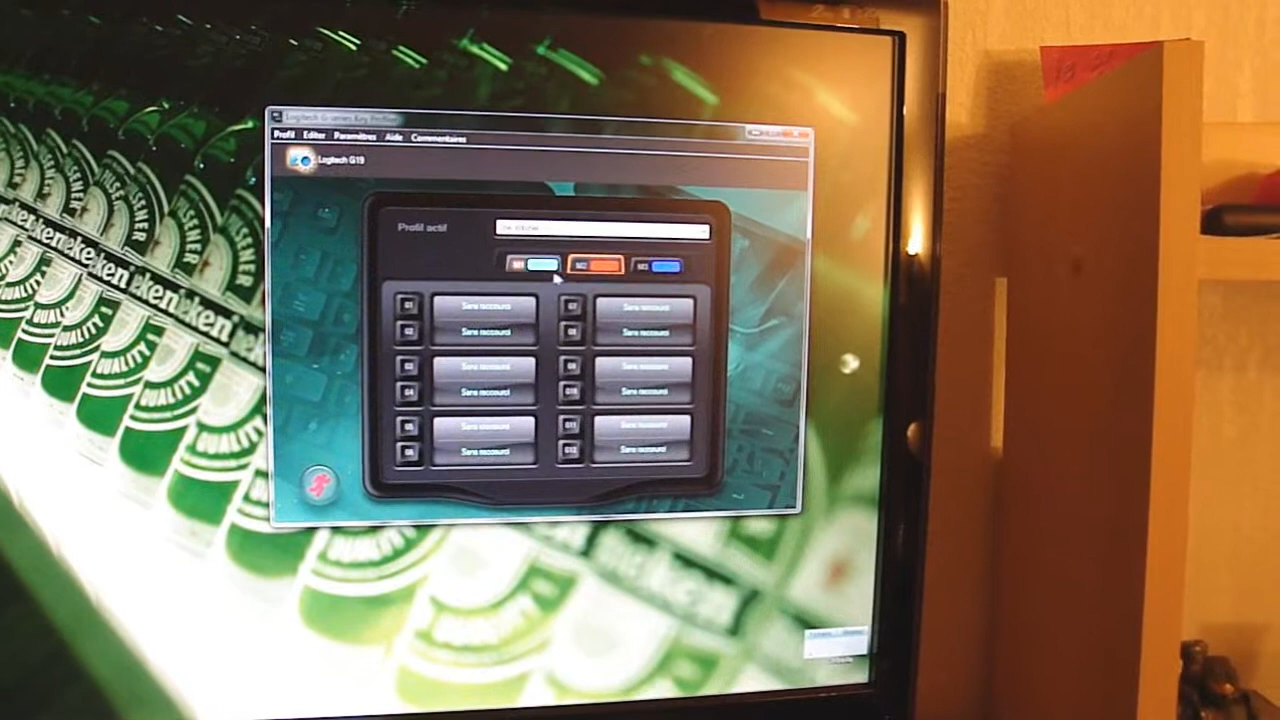 Logitech G-series Key Profiler
Profil Editer Paramètres Aide Commentaires
Logitech G19
Profil actif
M1 M2 M3
G1 Sans raccourci G7 Sans raccourci
G2 Sans raccourci G8 Sans raccourci
G3 Sans raccourci G9 Sans raccourci
G4 Sans raccourci G10 Sans raccourci
G5 Sans raccourci G11 Sans raccourci
G6 Sans raccourci G12 Sans raccourci
PILSENER
Heineken
QUALITY